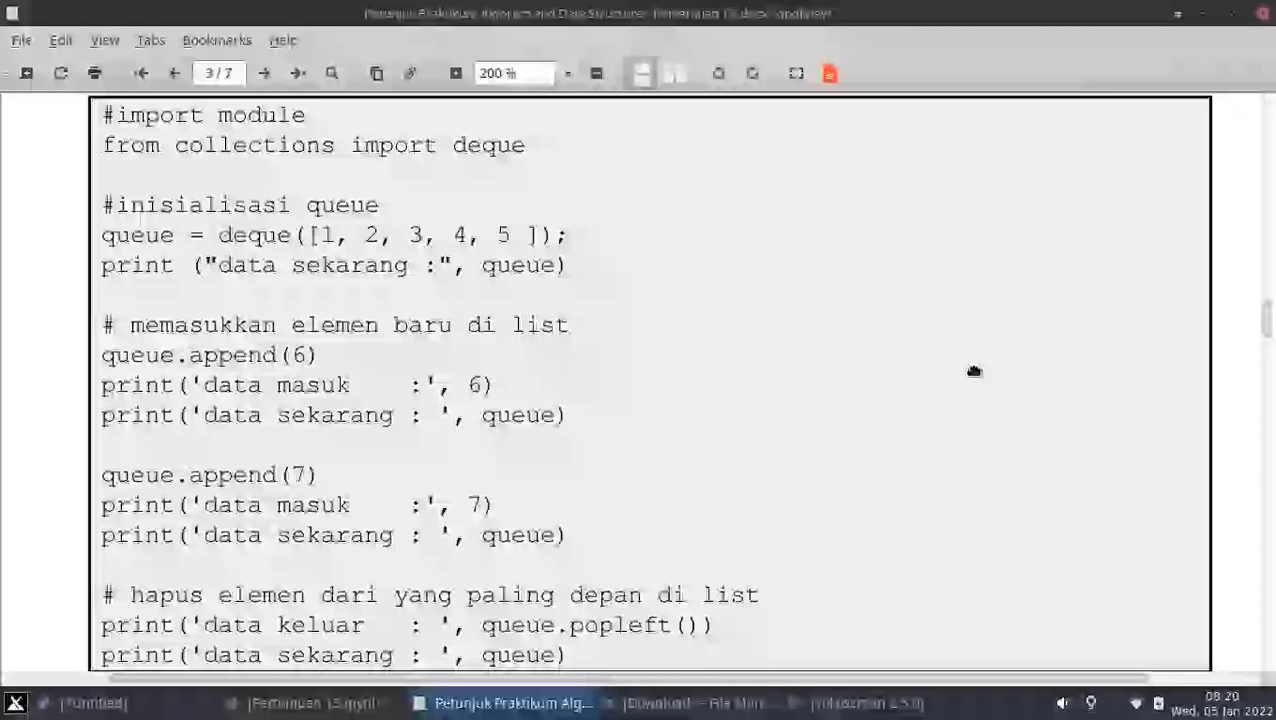 File Edit View Tabs Bookmarks Help
3 / 7
200 %
#import module
from collections import deque
#inisialisasi queue
queue = deque([1, 2, 3, 4, 5 ]);
print ("data sekarang :", queue)
# memasukkan elemen baru di list
queue.append(6)
print('data masuk    :', 6)
print('data sekarang : ', queue)
queue.append(7)
print('data masuk    :', 7)
print('data sekarang : ', queue)
# hapus elemen dari yang paling depan di list
print('data keluar   : ', queue.popleft())
print('data sekarang : ', queue)
[Untitled]
Petunjuk Praktikum Alg...
08:20
Wed, 05 Jan 2022